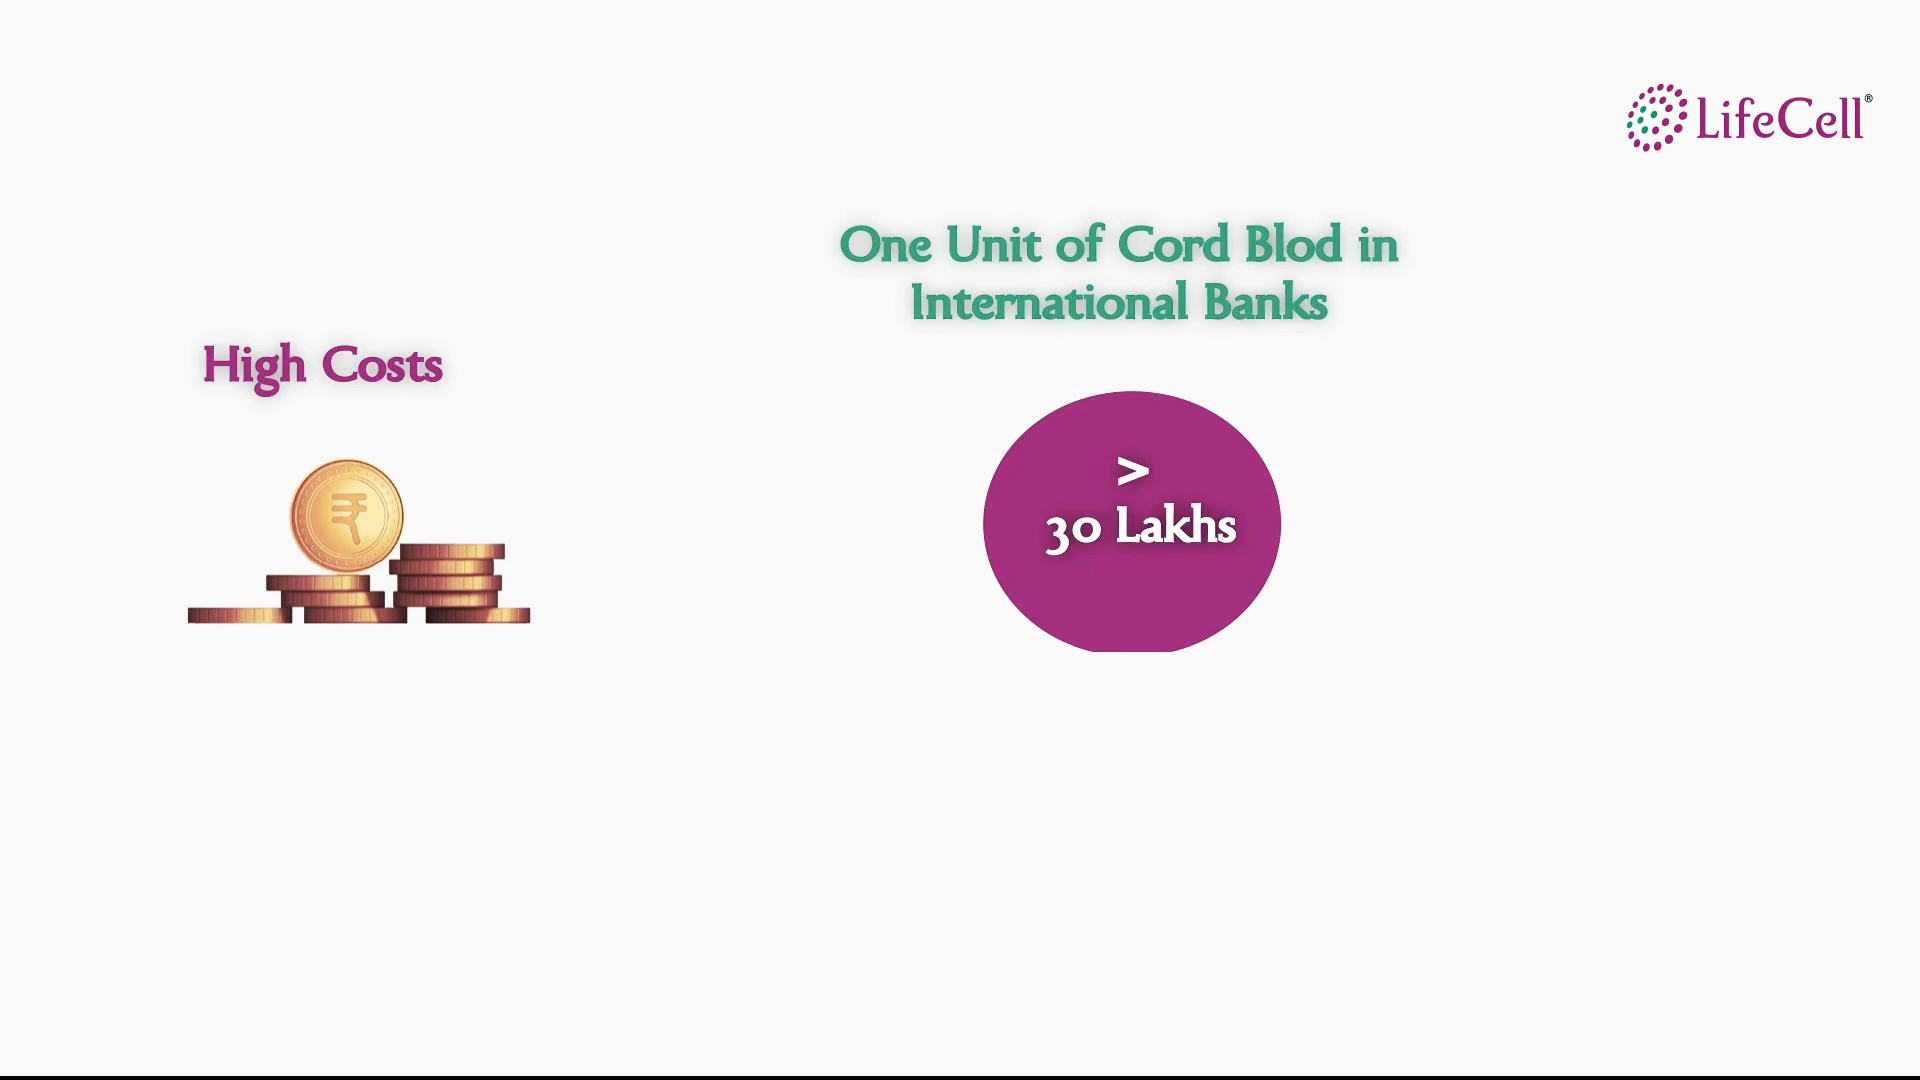 LifeCell®
One Unit of Cord Blod in
International Banks
High Costs
₹
>
30 Lakhs